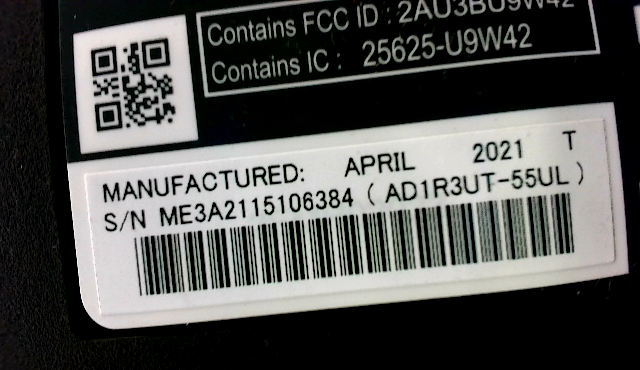 Contains FCC ID : 2AU3BU9W42
Contains IC : 25625-U9W42
MANUFACTURED: APRIL 2021 T
S/N ME3A2115106384 ( AD1R3UT-55UL )